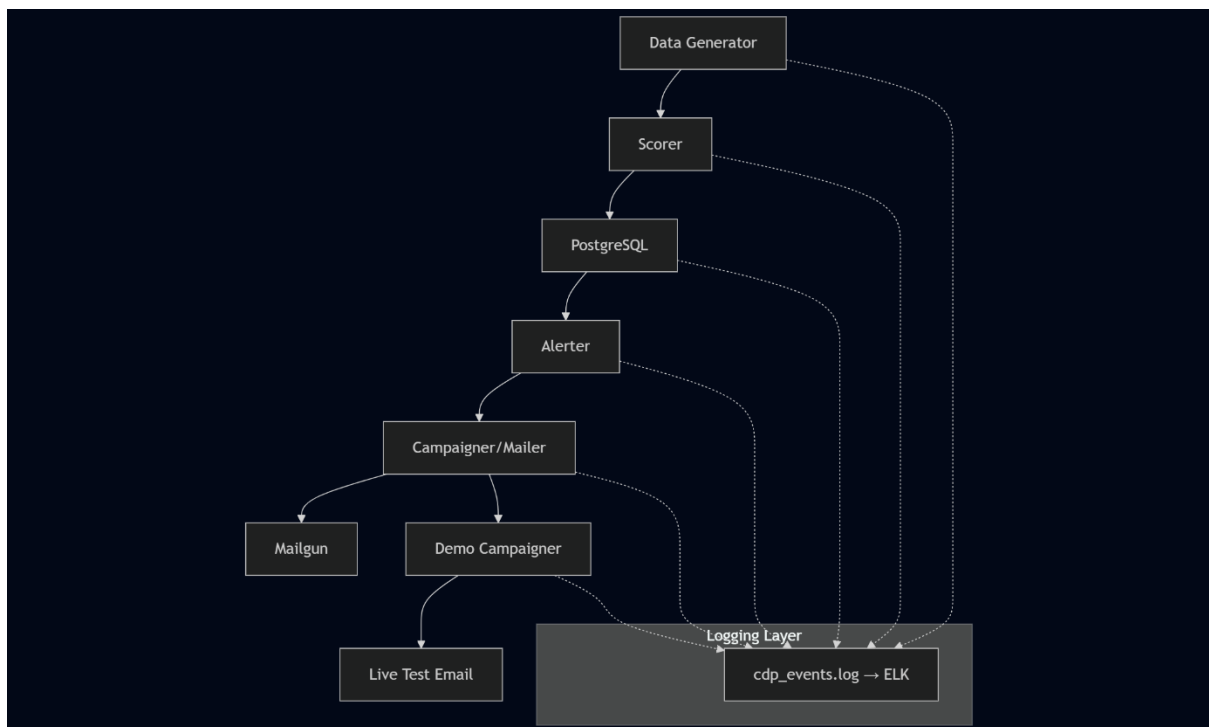 Data Generator
Scorer
PostgreSQL
Alerter
Campaigner/Mailer
Mailgun
Demo Campaigner
Logging Layer
Live Test Email
cdp_events.log → ELK